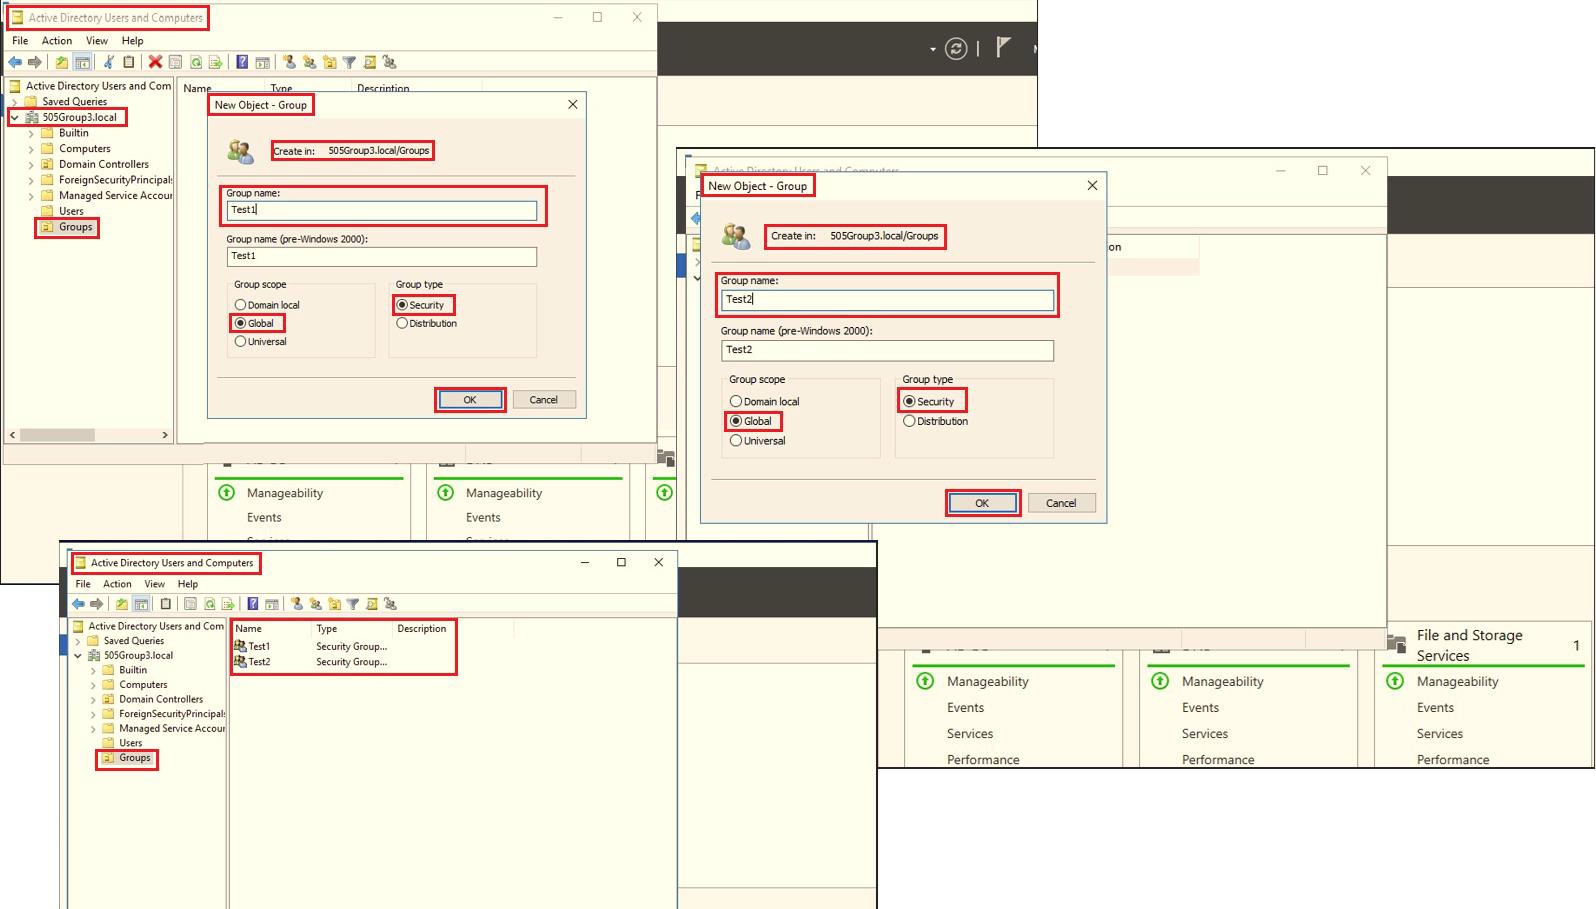 Active Directory Users and Computers
File Action View Help
Active Directory Users and Com
Saved Queries
505Group3.local
Builtin
Computers
Domain Controllers
ForeignSecurityPrincipals
Managed Service Accour
Users
Groups
Name Type Description
New Object - Group
Create in: 505Group3.local/Groups
Group name:
Test1
Group name (pre-Windows 2000):
Test1
Group scope
Domain local
Global
Universal
Group type
Security
Distribution
OK Cancel
Manageability
Events
Manageability
Events
Active Directory Users and Computers
New Object - Group
Create in: 505Group3.local/Groups
Group name:
Test2
Group name (pre-Windows 2000):
Test2
Group scope
Domain local
Global
Universal
Group type
Security
Distribution
OK Cancel
on
File and Storage
Services 1
Manageability
Events
Services
Performance
Manageability
Events
Services
Performance
Manageability
Events
Services
Performance
Active Directory Users and Computers
File Action View Help
Active Directory Users and Com
Saved Queries
505Group3.local
Builtin
Computers
Domain Controllers
ForeignSecurityPrincipals
Managed Service Accour
Users
Groups
Name Type Description
Test1 Security Group...
Test2 Security Group...